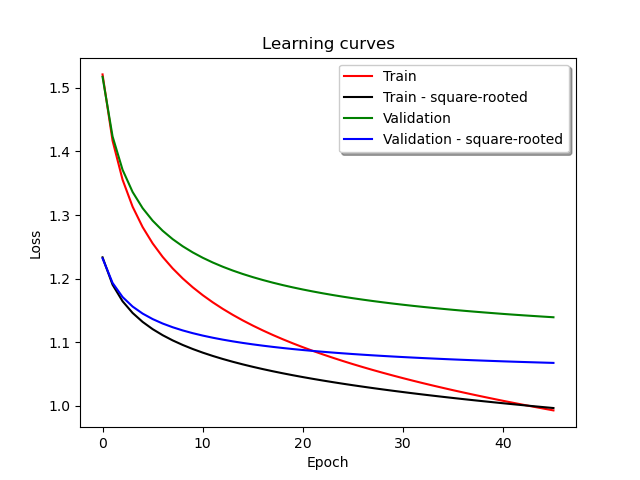 Learning curves
Train
Train - square-rooted
Validation
Validation - square-rooted
Loss
1.5
1.4
1.3
1.2
1.1
1.0
0 10 20 30 40
Epoch